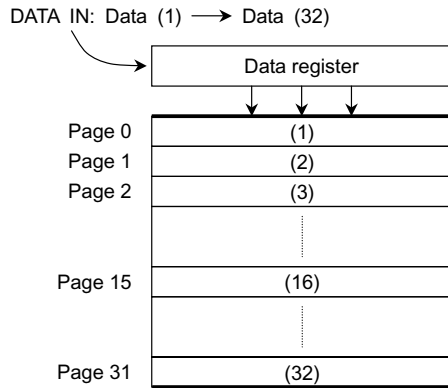 DATA IN: Data (1) Data (32)
Data register
Page 0 (1)
Page 1 (2)
Page 2 (3)
Page 15 (16)
Page 31 (32)